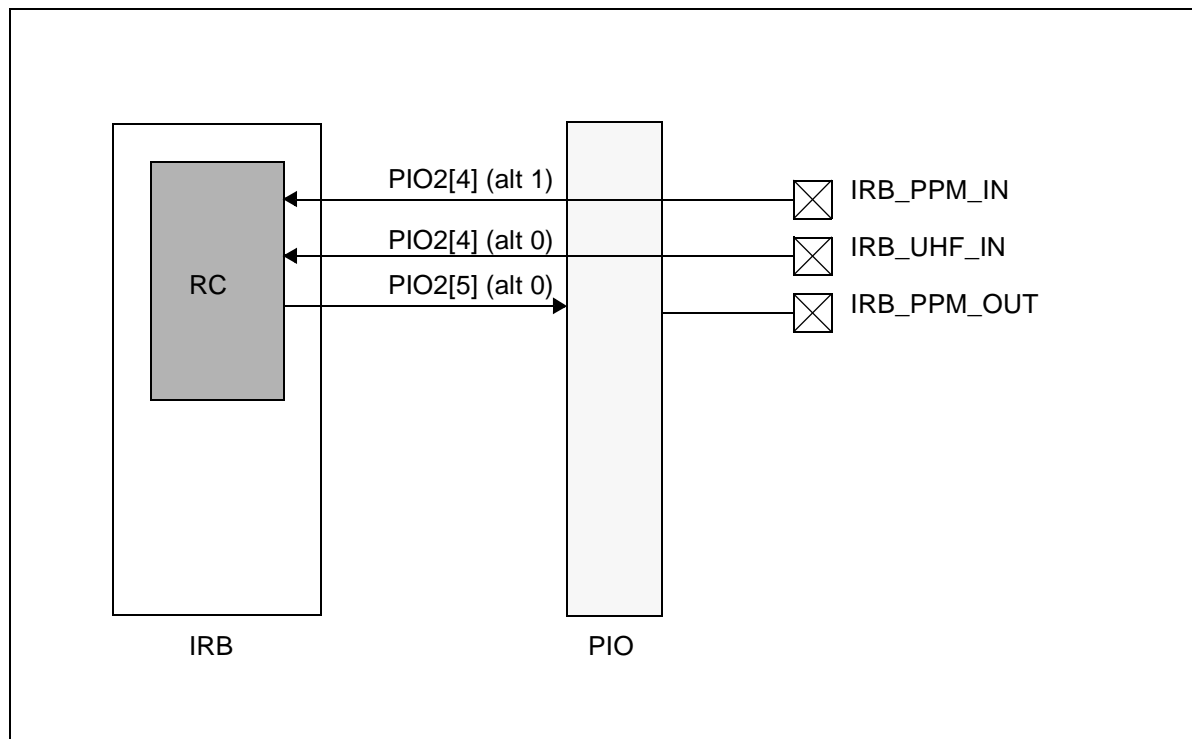 PIO2[4] (alt 1)
IRB_PPM_IN
PIO2[4] (alt 0)
IRB_UHF_IN
RC
PIO2[5] (alt 0)
IRB_PPM_OUT
IRB
PIO